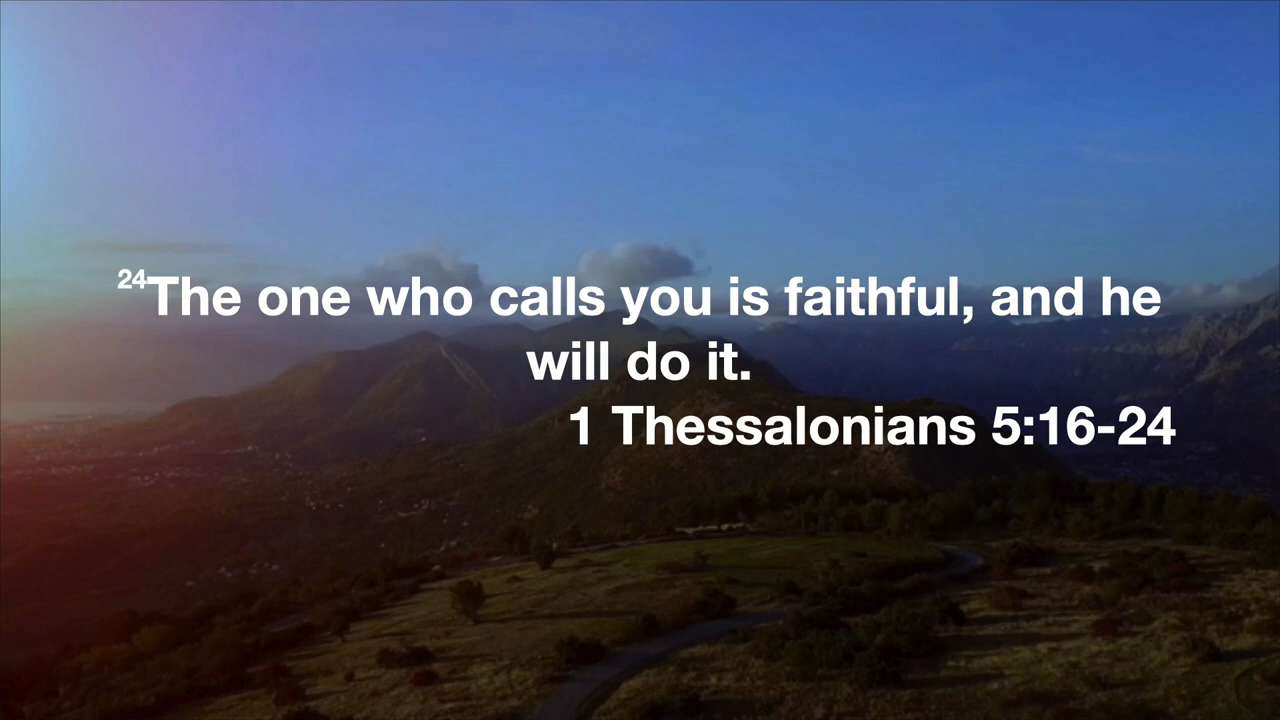 24The one who calls you is faithful, and he
will do it.
1 Thessalonians 5:16-24